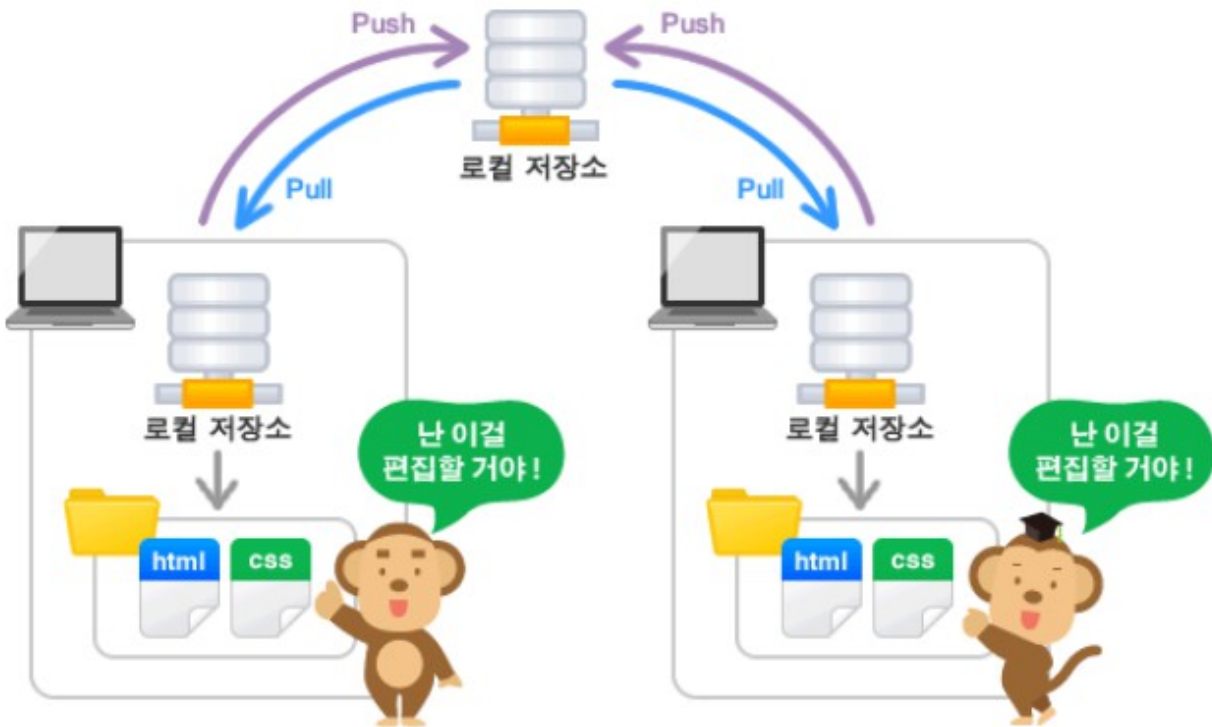 Push
Push
로컬 저장소
Pull
Pull
로컬 저장소
로컬 저장소
난 이걸
편집할 거야 !
난 이걸
편집할 거야 !
html
css
html
css